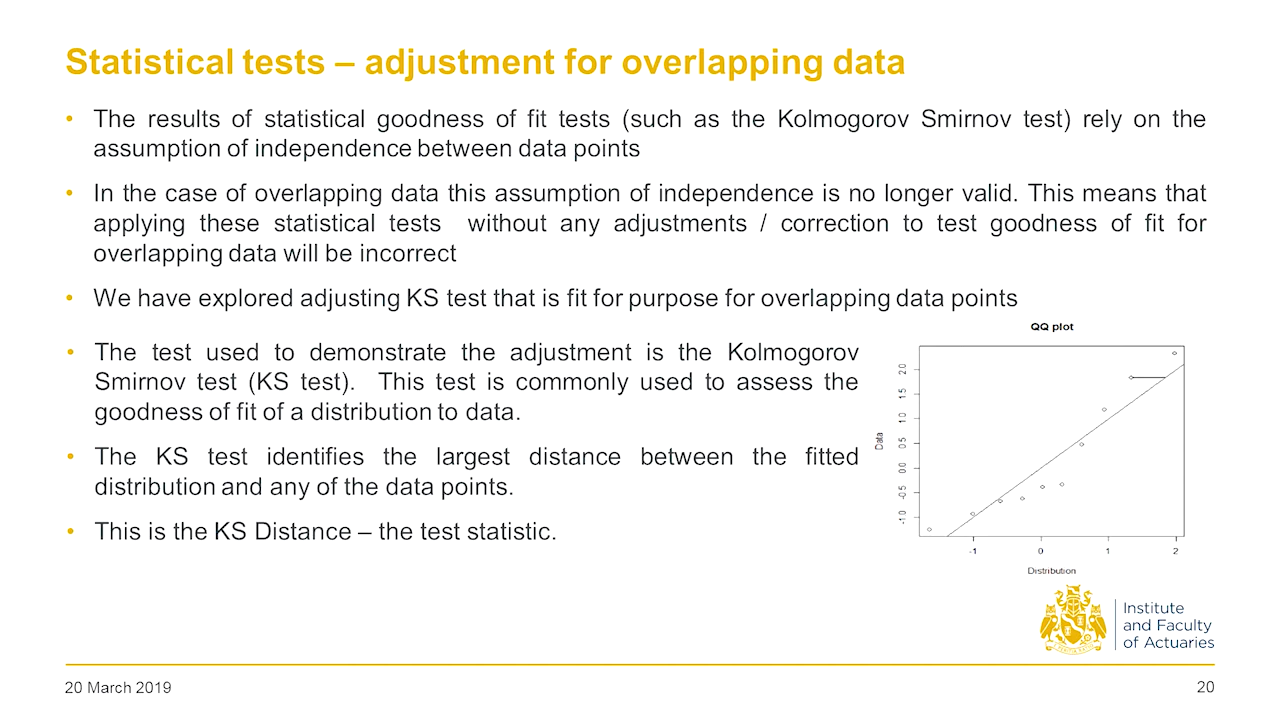 Statistical tests – adjustment for overlapping data
• The results of statistical goodness of fit tests (such as the Kolmogorov Smirnov test) rely on the
assumption of independence between data points
• In the case of overlapping data this assumption of independence is no longer valid. This means that
applying these statistical tests without any adjustments / correction to test goodness of fit for
overlapping data will be incorrect
• We have explored adjusting KS test that is fit for purpose for overlapping data points
• The test used to demonstrate the adjustment is the Kolmogorov
Smirnov test (KS test). This test is commonly used to assess the
goodness of fit of a distribution to data.
• The KS test identifies the largest distance between the fitted
distribution and any of the data points.
• This is the KS Distance – the test statistic.
QQ plot
Data
2.0
1.5
1.0
0.5
0.0
-0.5
-1.0
-1 0 1 2
Distribution
Institute
and Faculty
of Actuaries
20 March 2019
20